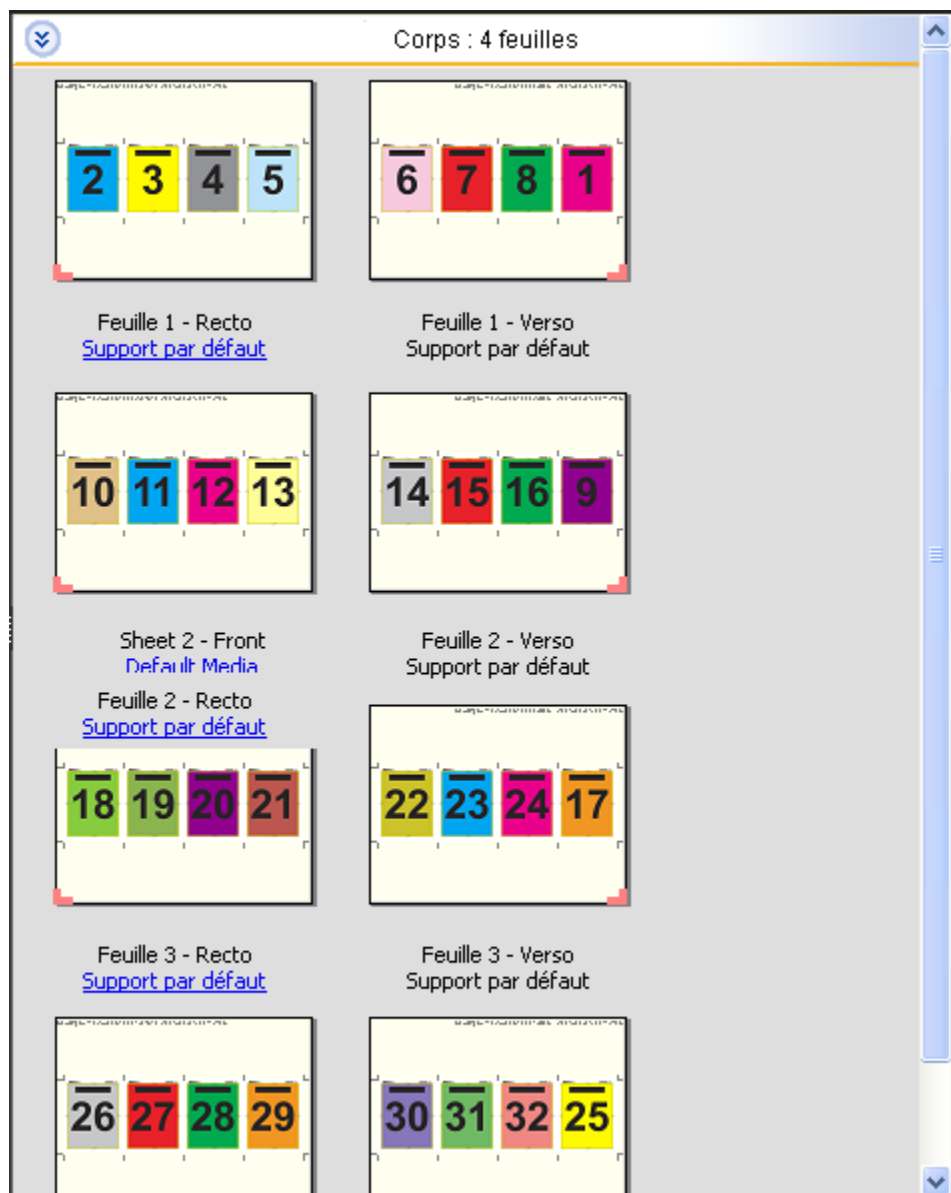 Corps : 4 feuilles
2 3 4 5
6 7 8 1
Feuille 1 - Recto
Support par défaut
Feuille 1 - Verso
Support par défaut
10 11 12 13
14 15 16 9
Sheet 2 - Front
Default Media
Feuille 2 - Verso
Support par défaut
Feuille 2 - Recto
Support par défaut
18 19 20 21
22 23 24 17
Feuille 3 - Recto
Support par défaut
Feuille 3 - Verso
Support par défaut
26 27 28 29
30 31 32 25